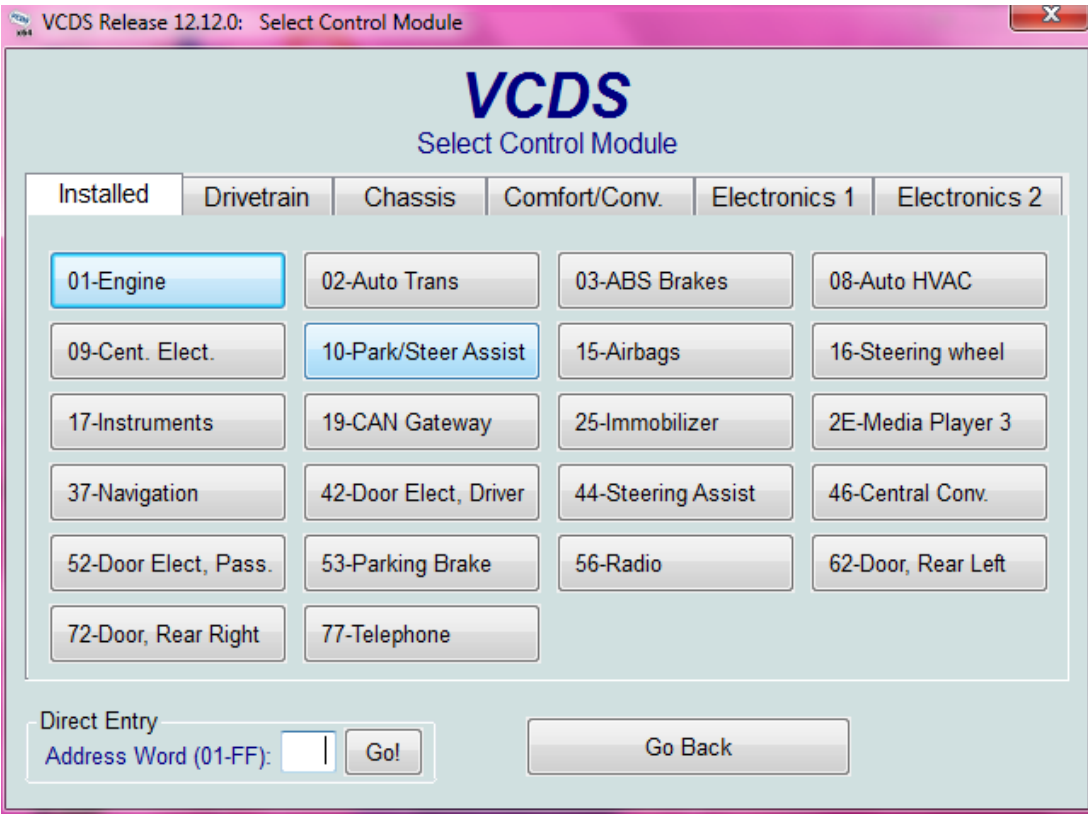 VCDS Release 12.12.0: Select Control Module
VCDS
Select Control Module
Installed Drivetrain Chassis Comfort/Conv. Electronics 1 Electronics 2
01-Engine 02-Auto Trans 03-ABS Brakes 08-Auto HVAC
09-Cent. Elect. 10-Park/Steer Assist 15-Airbags 16-Steering wheel
17-Instruments 19-CAN Gateway 25-Immobilizer 2E-Media Player 3
37-Navigation 42-Door Elect, Driver 44-Steering Assist 46-Central Conv.
52-Door Elect, Pass. 53-Parking Brake 56-Radio 62-Door, Rear Left
72-Door, Rear Right 77-Telephone
Direct Entry
Address Word (01-FF): Go! Go Back